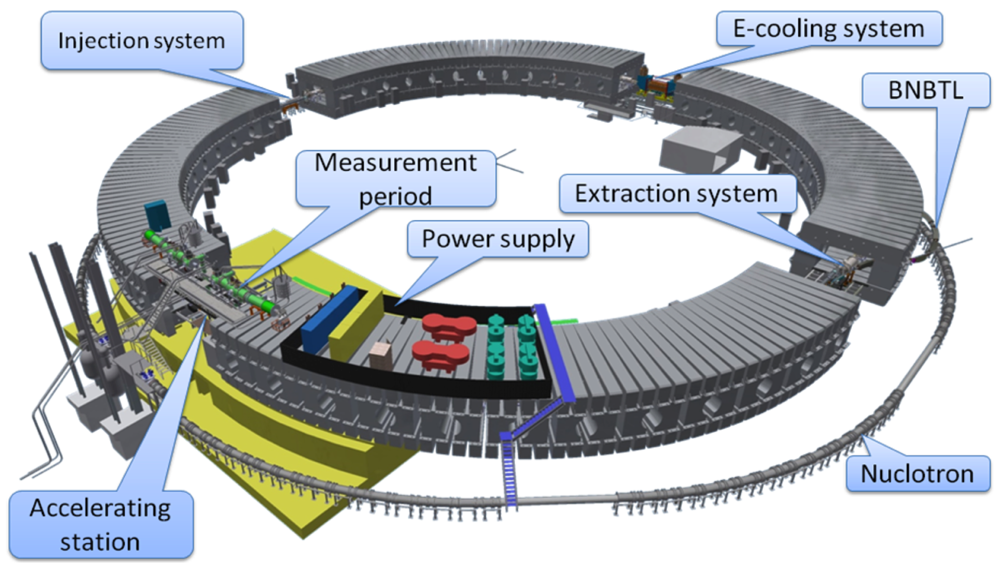 Injection system
E-cooling system
BNBTL
Measurement
period
Extraction system
Power supply
Nuclotron
Accelerating
station